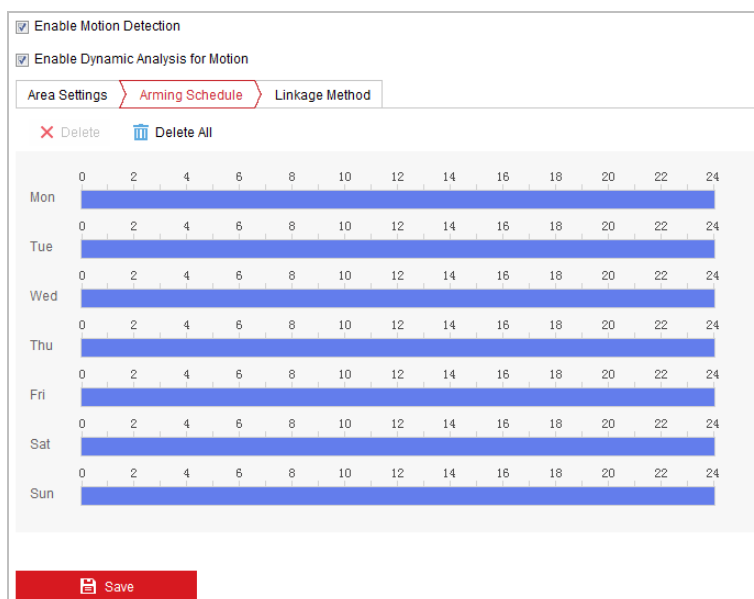 Enable Motion Detection
Enable Dynamic Analysis for Motion
Area Settings Arming Schedule Linkage Method
Delete Delete All
0 2 4 6 8 10 12 14 16 18 20 22 24
Mon
0 2 4 6 8 10 12 14 16 18 20 22 24
Tue
0 2 4 6 8 10 12 14 16 18 20 22 24
Wed
0 2 4 6 8 10 12 14 16 18 20 22 24
Thu
0 2 4 6 8 10 12 14 16 18 20 22 24
Fri
0 2 4 6 8 10 12 14 16 18 20 22 24
Sat
0 2 4 6 8 10 12 14 16 18 20 22 24
Sun
Save